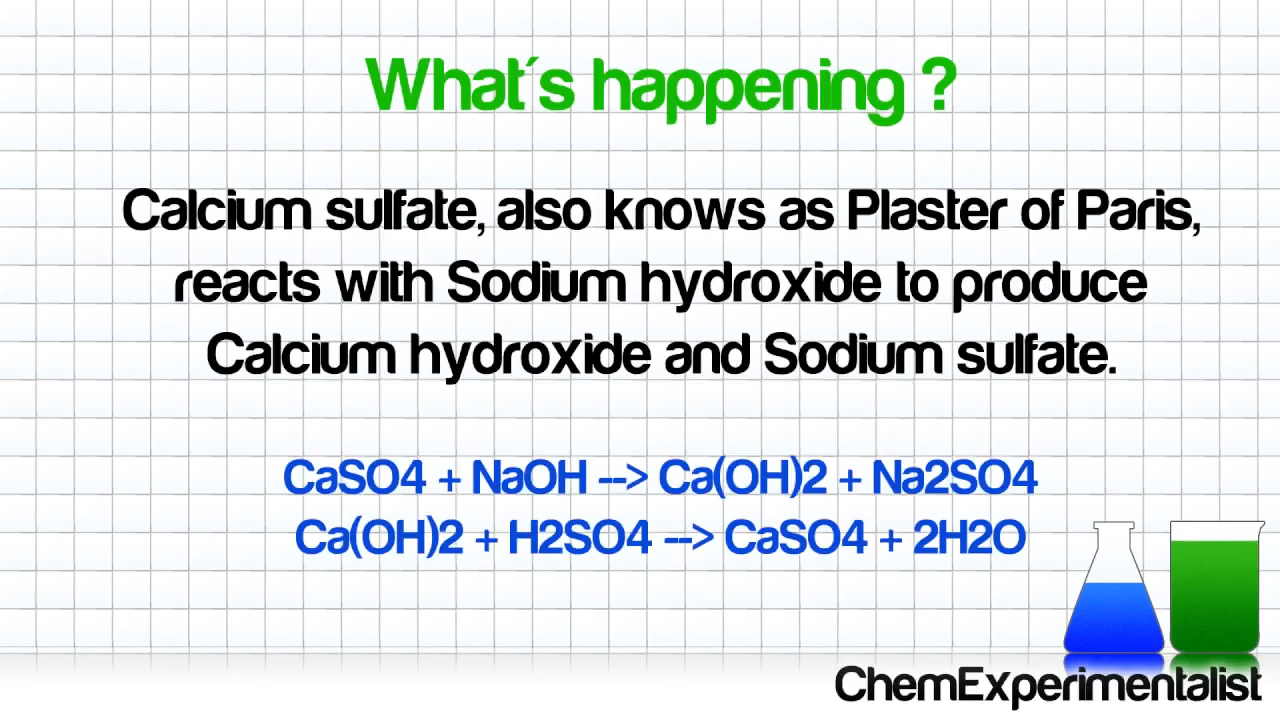 What´s happening ?
Calcium sulfate, also knows as Plaster of Paris,
reacts with Sodium hydroxide to produce
Calcium hydroxide and Sodium sulfate.
CaSO4 + NaOH --> Ca(OH)2 + Na2SO4
Ca(OH)2 + H2SO4 --> CaSO4 + 2H2O
ChemExperimentalist